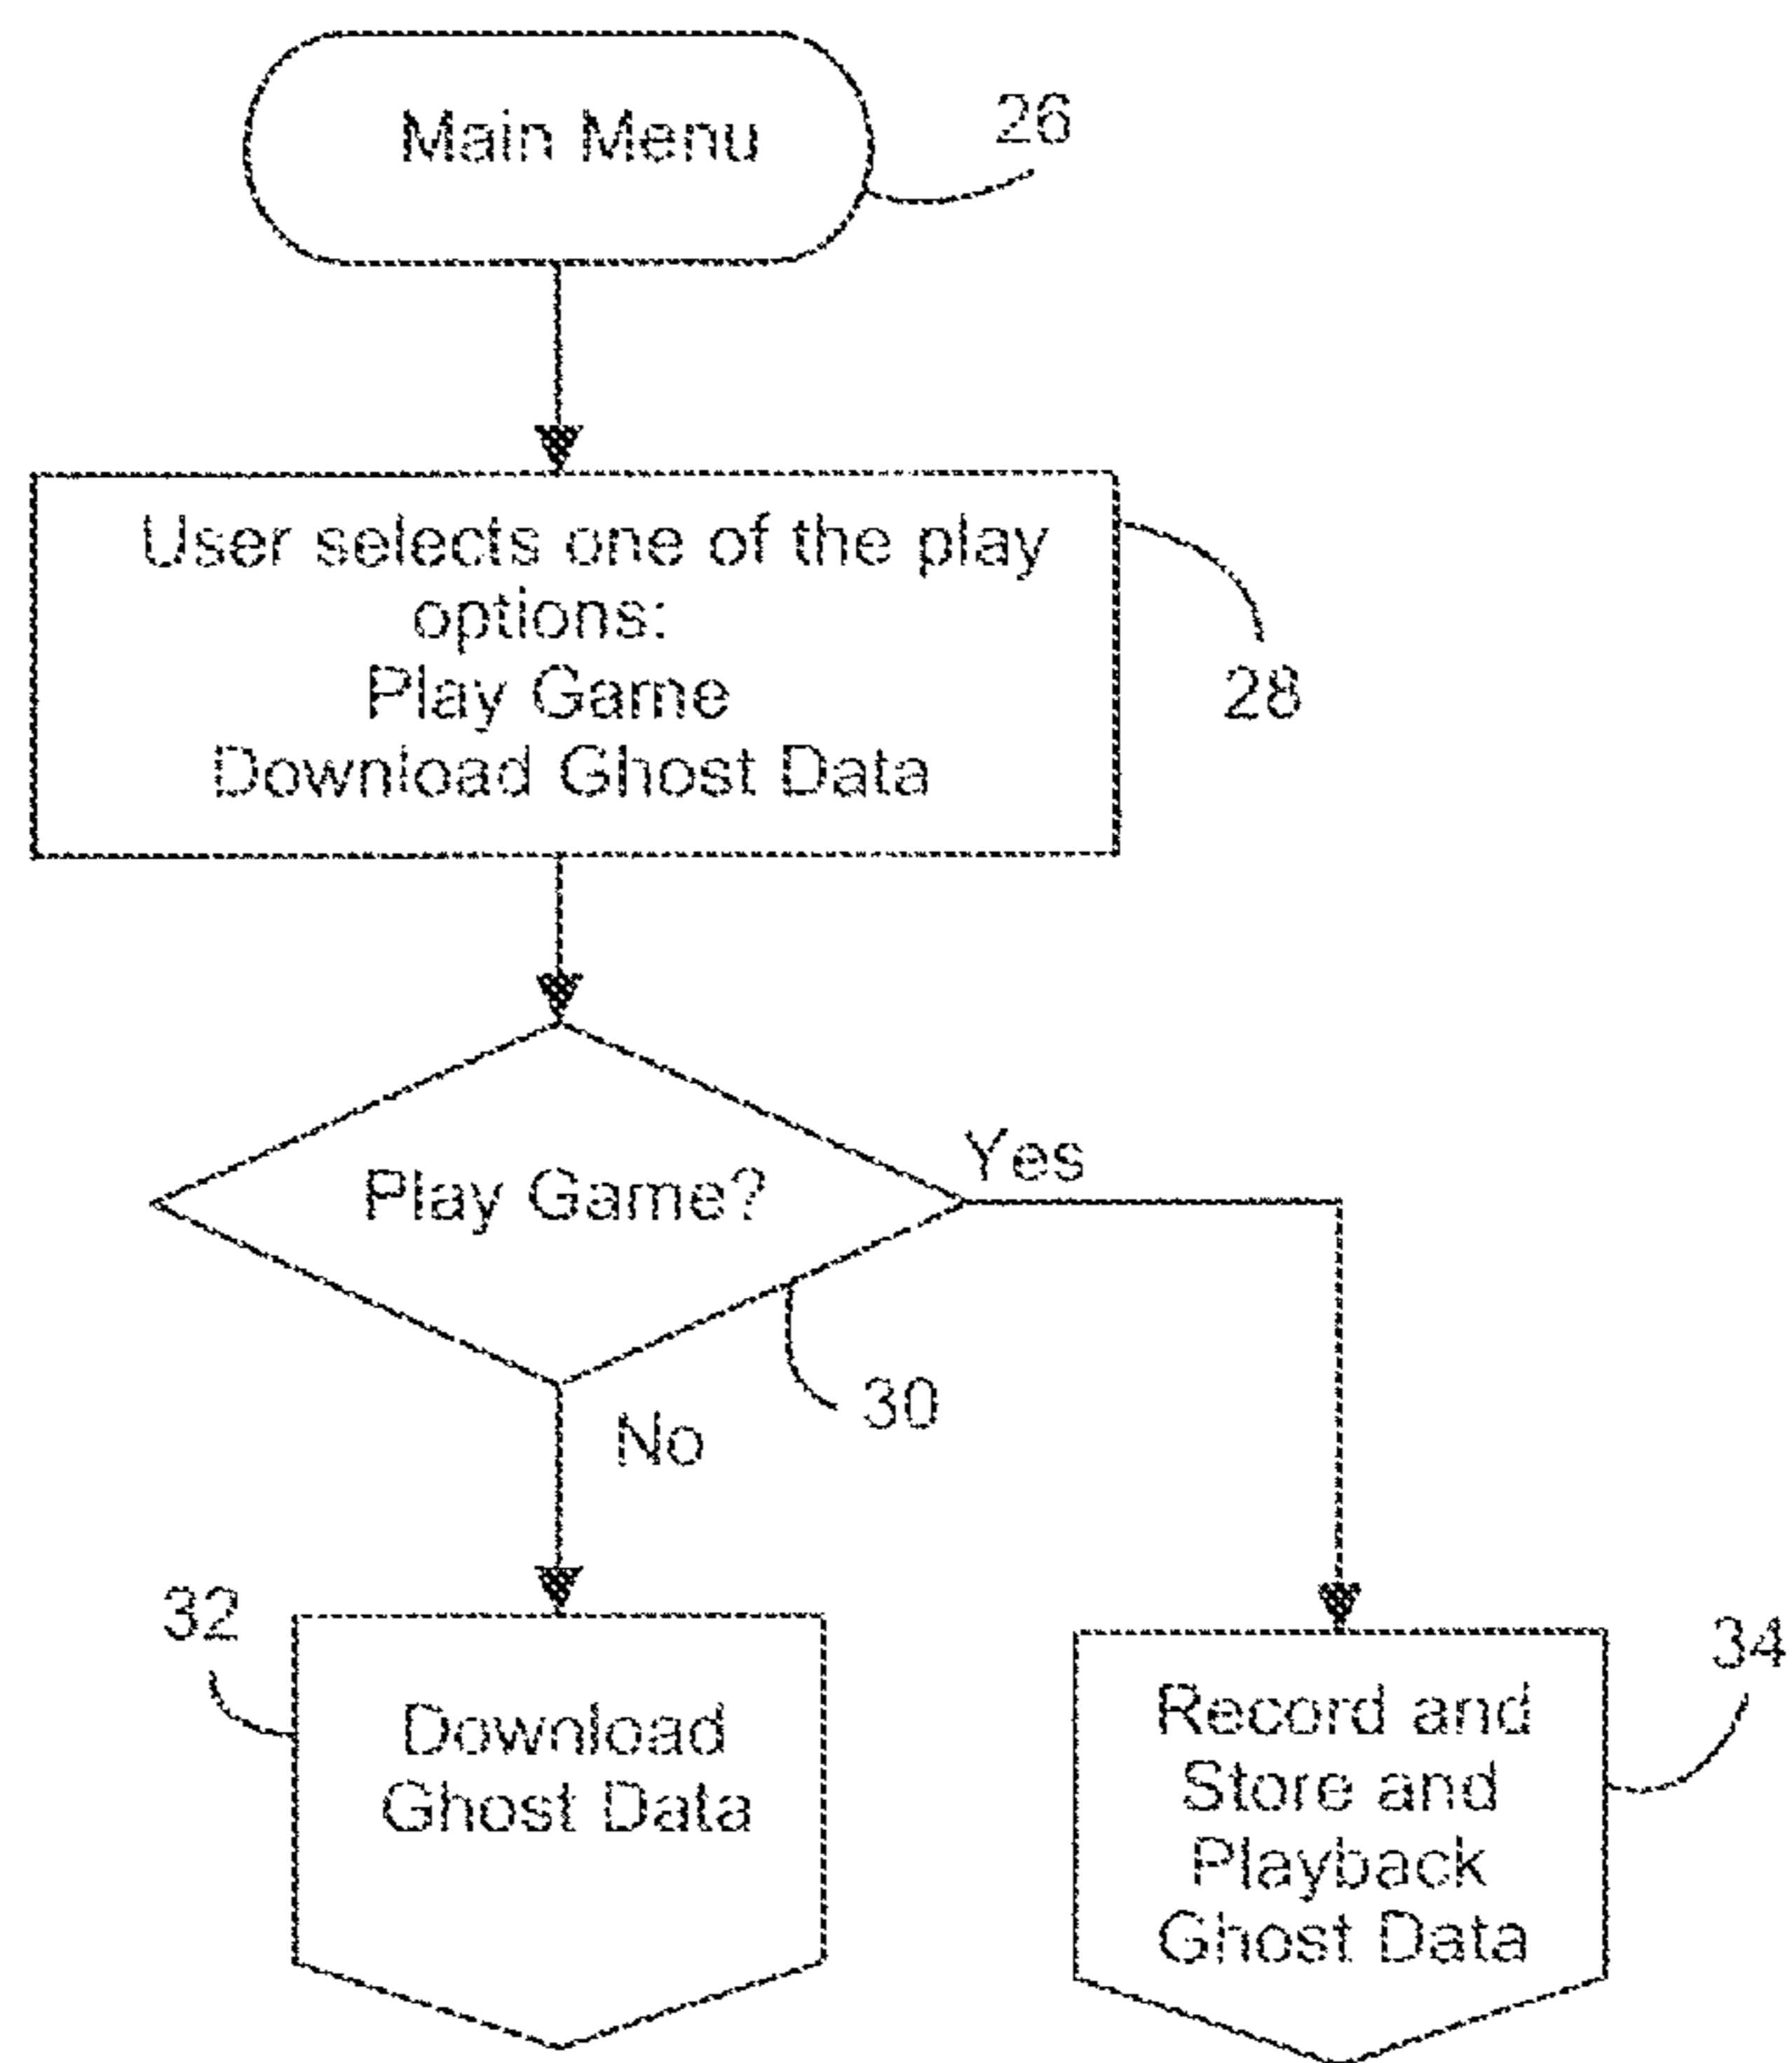 Main Menu
26
User selects one of the play
options:
Play Game
Download Ghost Data
28
Play Game?
Yes
30
No
32
Download
Ghost Data
34
Record and
Store and
Playback
Ghost Data